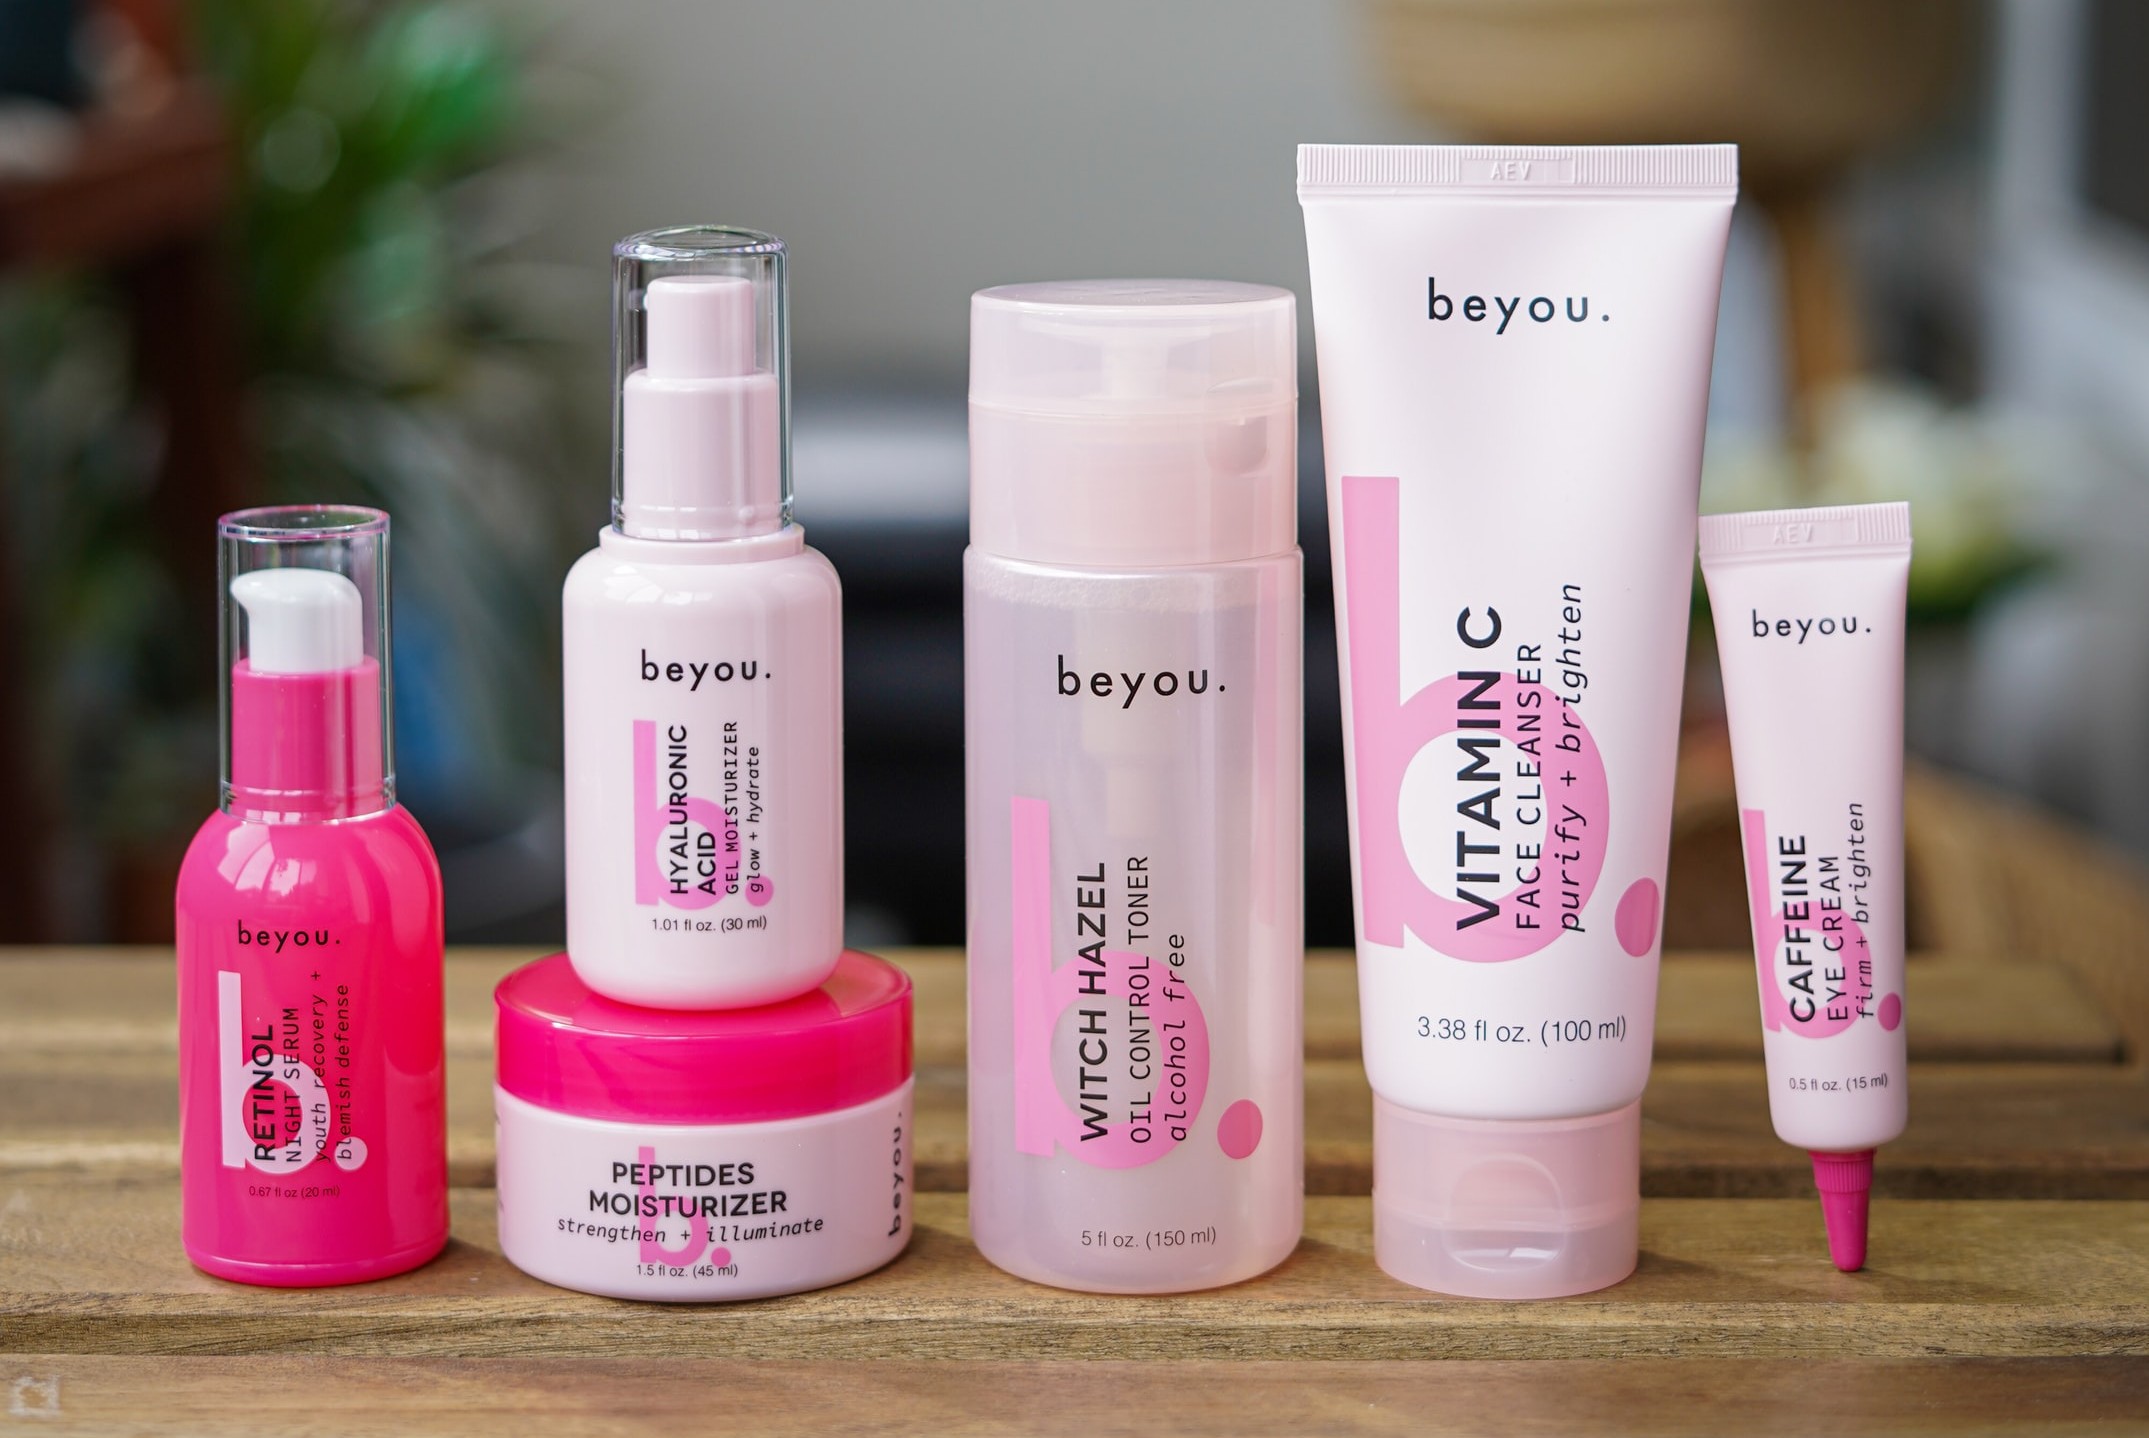 beyou.
RETINOL
NIGHT SERUM
youth recovery +
blemish defense
b.
0.67 fl oz (20 ml)
beyou.
HYALURONIC
ACID
GEL MOISTURIZER
glow + hydrate
b.
1.01 fl oz. (30 ml)
PEPTIDES
MOISTURIZER
strengthen + illuminate
b.
1.5 fl oz. (45 ml)
beyou.
beyou.
WITCH HAZEL
OIL CONTROL TONER
alcohol free
b.
5 fl oz. (150 ml)
AEV
beyou.
VITAMIN C
FACE CLEANSER
purify + brighten
b.
3.38 fl oz. (100 ml)
AEV
beyou.
CAFFEINE
EYE CREAM
firm + brighten
b.
0.5 fl oz. (15 ml)